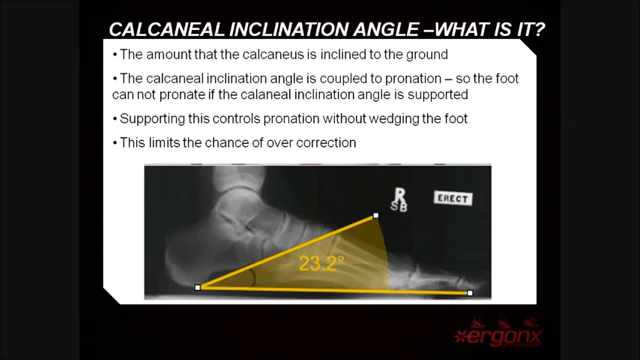 CALCANEAL INCLINATION ANGLE –WHAT IS IT?
• The amount that the calcaneus is inclined to the ground
• The calcaneal inclination angle is coupled to pronation – so the foot
can not pronate if the calaneal inclination angle is supported
• Supporting this controls pronation without wedging the foot
• This limits the chance of over correction
R
SB
ERECT
23.2°
ergonx